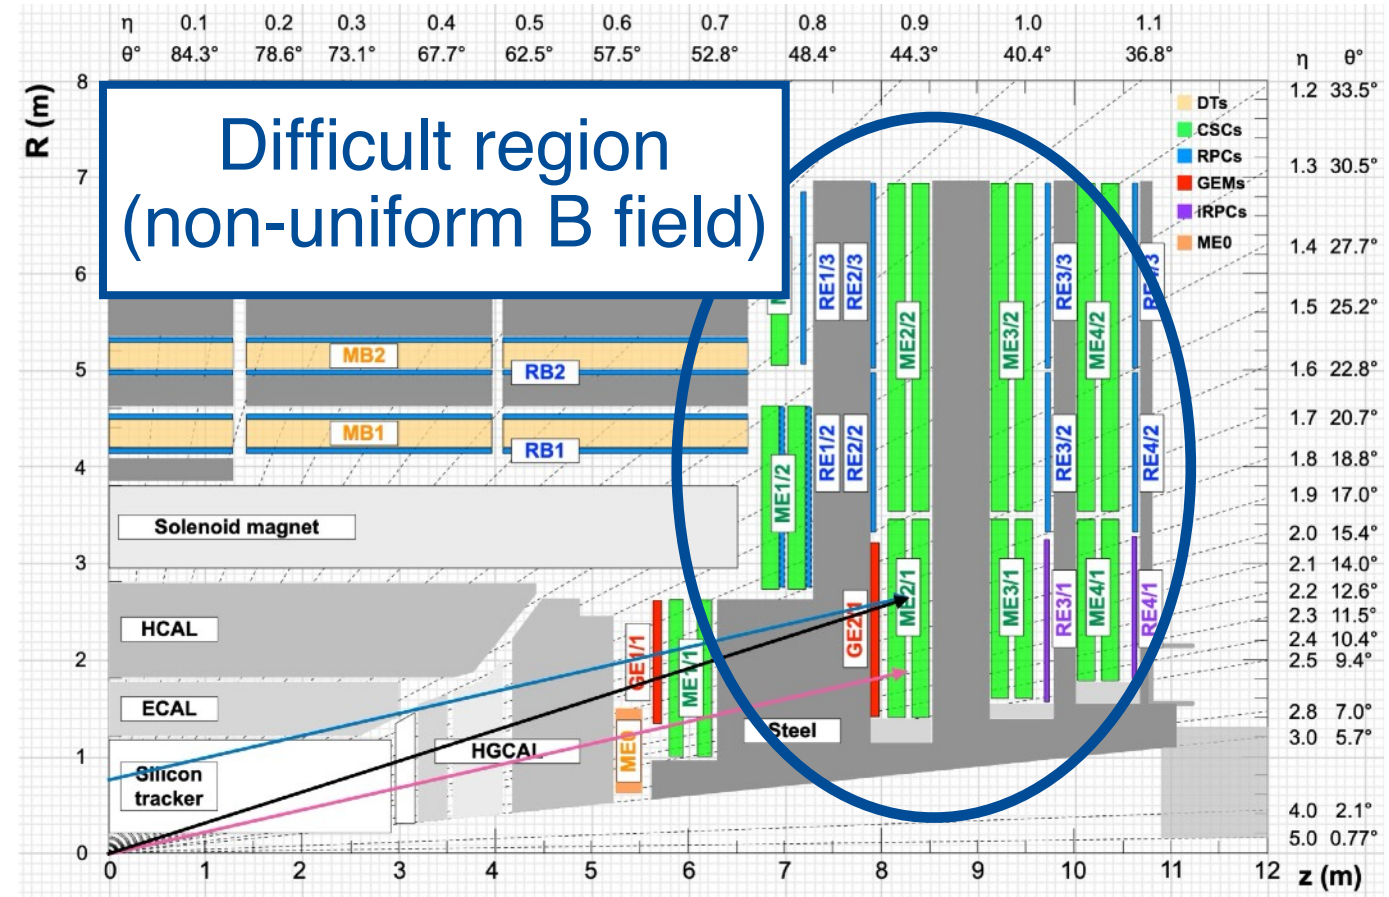 η 0.1 0.2 0.3 0.4 0.5 0.6 0.7 0.8 0.9 1.0 1.1
θ° 84.3° 78.6° 73.1° 67.7° 62.5° 57.5° 52.8° 48.4° 44.3° 40.4° 36.8° η θ°
R (m)
8
7
6
5
4
3
2
1
0
Difficult region
(non-uniform B field)
1.2 33.5°
1.3 30.5°
1.4 27.7°
1.5 25.2°
1.6 22.8°
1.7 20.7°
1.8 18.8°
1.9 17.0°
2.0 15.4°
2.1 14.0°
2.2 12.6°
2.3 11.5°
2.4 10.4°
2.5 9.4°
2.8 7.0°
3.0 5.7°
4.0 2.1°
5.0 0.77°
DTs
CSCs
RPCs
GEMs
iRPCs
ME0
MB2
RB2
MB1
RB1
Solenoid magnet
HCAL
ECAL
Silicon
tracker
HGCAL
ME0
GE1/1
ME1/1
ME1/2
RE1/3
RE2/3
RE1/2
RE2/2
GE2/1
ME2/2
ME2/1
ME3/2
ME3/1
RE3/3
RE3/2
RE3/1
ME4/2
ME4/1
RE4/3
RE4/2
RE4/1
Steel
0 1 2 3 4 5 6 7 8 9 10 11 12
z (m)